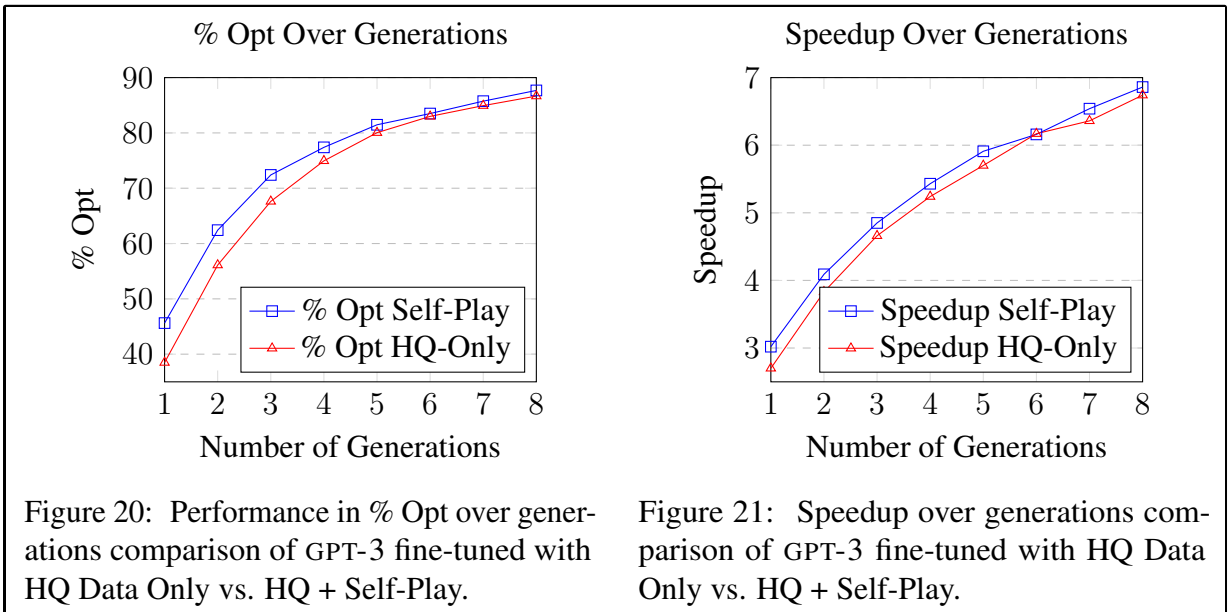 % Opt Over Generations
90
80
70
60
50
40
% Opt
% Opt Self-Play
% Opt HQ-Only
1 2 3 4 5 6 7 8
Number of Generations
Figure 20: Performance in % Opt over gener-
ations comparison of GPT-3 fine-tuned with
HQ Data Only vs. HQ + Self-Play.
Speedup Over Generations
7
6
5
4
3
Speedup
Speedup Self-Play
Speedup HQ-Only
1 2 3 4 5 6 7 8
Number of Generations
Figure 21: Speedup over generations com-
parison of GPT-3 fine-tuned with HQ Data
Only vs. HQ + Self-Play.